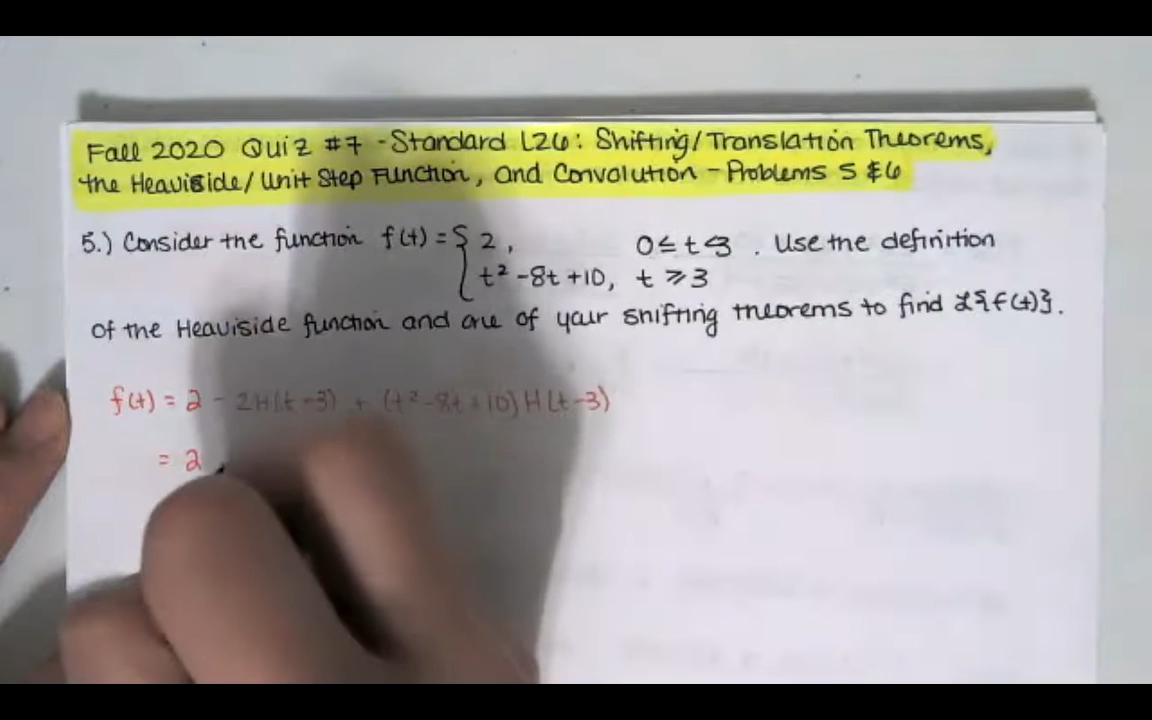 Fall 2020 Quiz #7 - Standard L26: Shifting/Translation Theorems,
the Heaviside/Unit Step Function, and Convolution - Problems 5 & 6
5.) Consider the function f(t) = { 2, 0 ≤ t < 3 . Use the definition
t² - 8t + 10, t ≥ 3
of the Heaviside function and one of your shifting theorems to find ℒ{f(t)}.
f(t) = 2 - 2H(t-3) + (t² - 8t + 10) H(t-3)
= 2